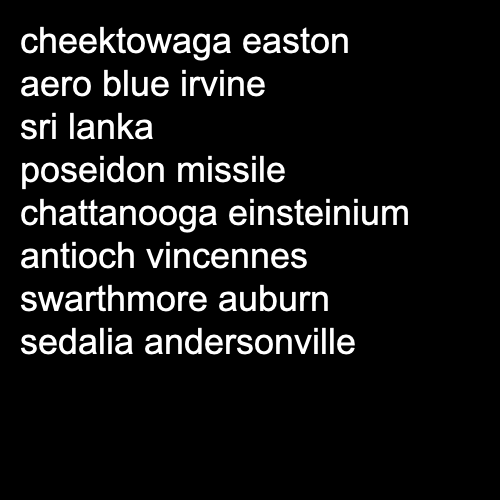 cheektowaga easton
aero blue irvine
sri lanka
poseidon missile
chattanooga einsteinium
antioch vincennes
swarthmore auburn
sedalia andersonville